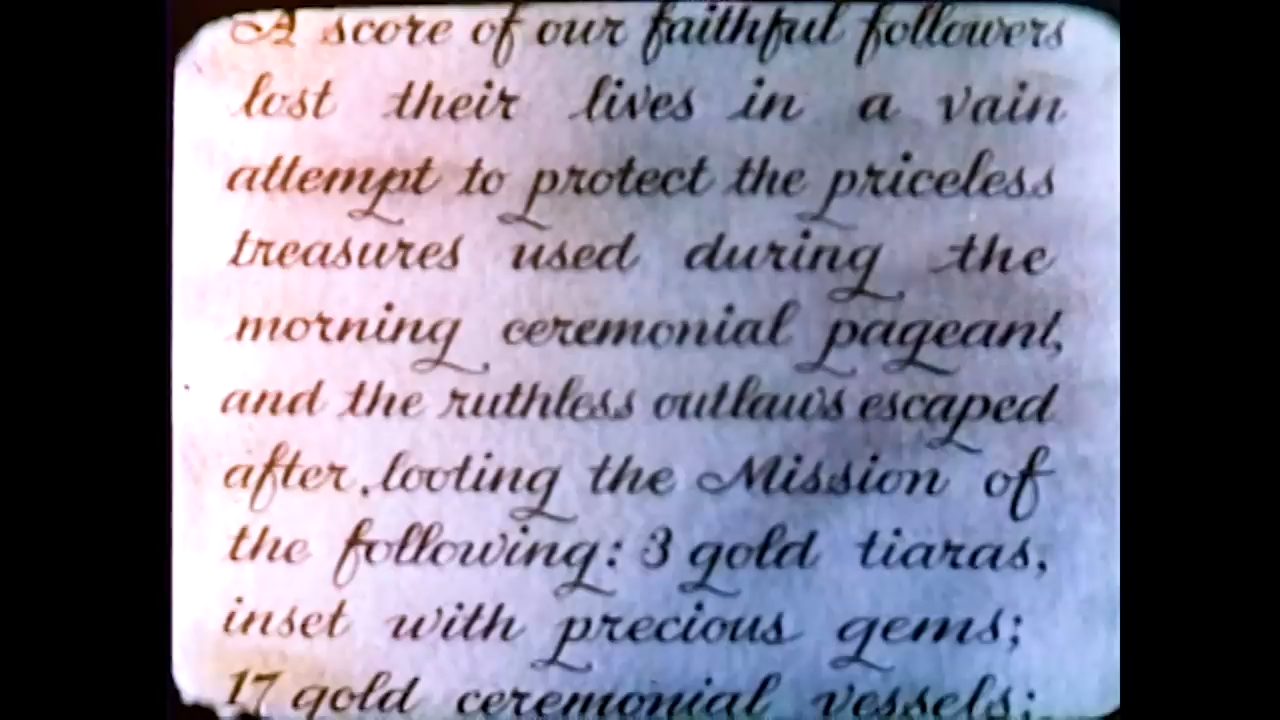 A score of our faithful followers
lost their lives in a vain
attempt to protect the priceless
treasures used during the
morning ceremonial pageant,
and the ruthless outlaws escaped
after looting the Mission of
the following: 3 gold tiaras,
inset with precious gems;
17 gold ceremonial vessels;